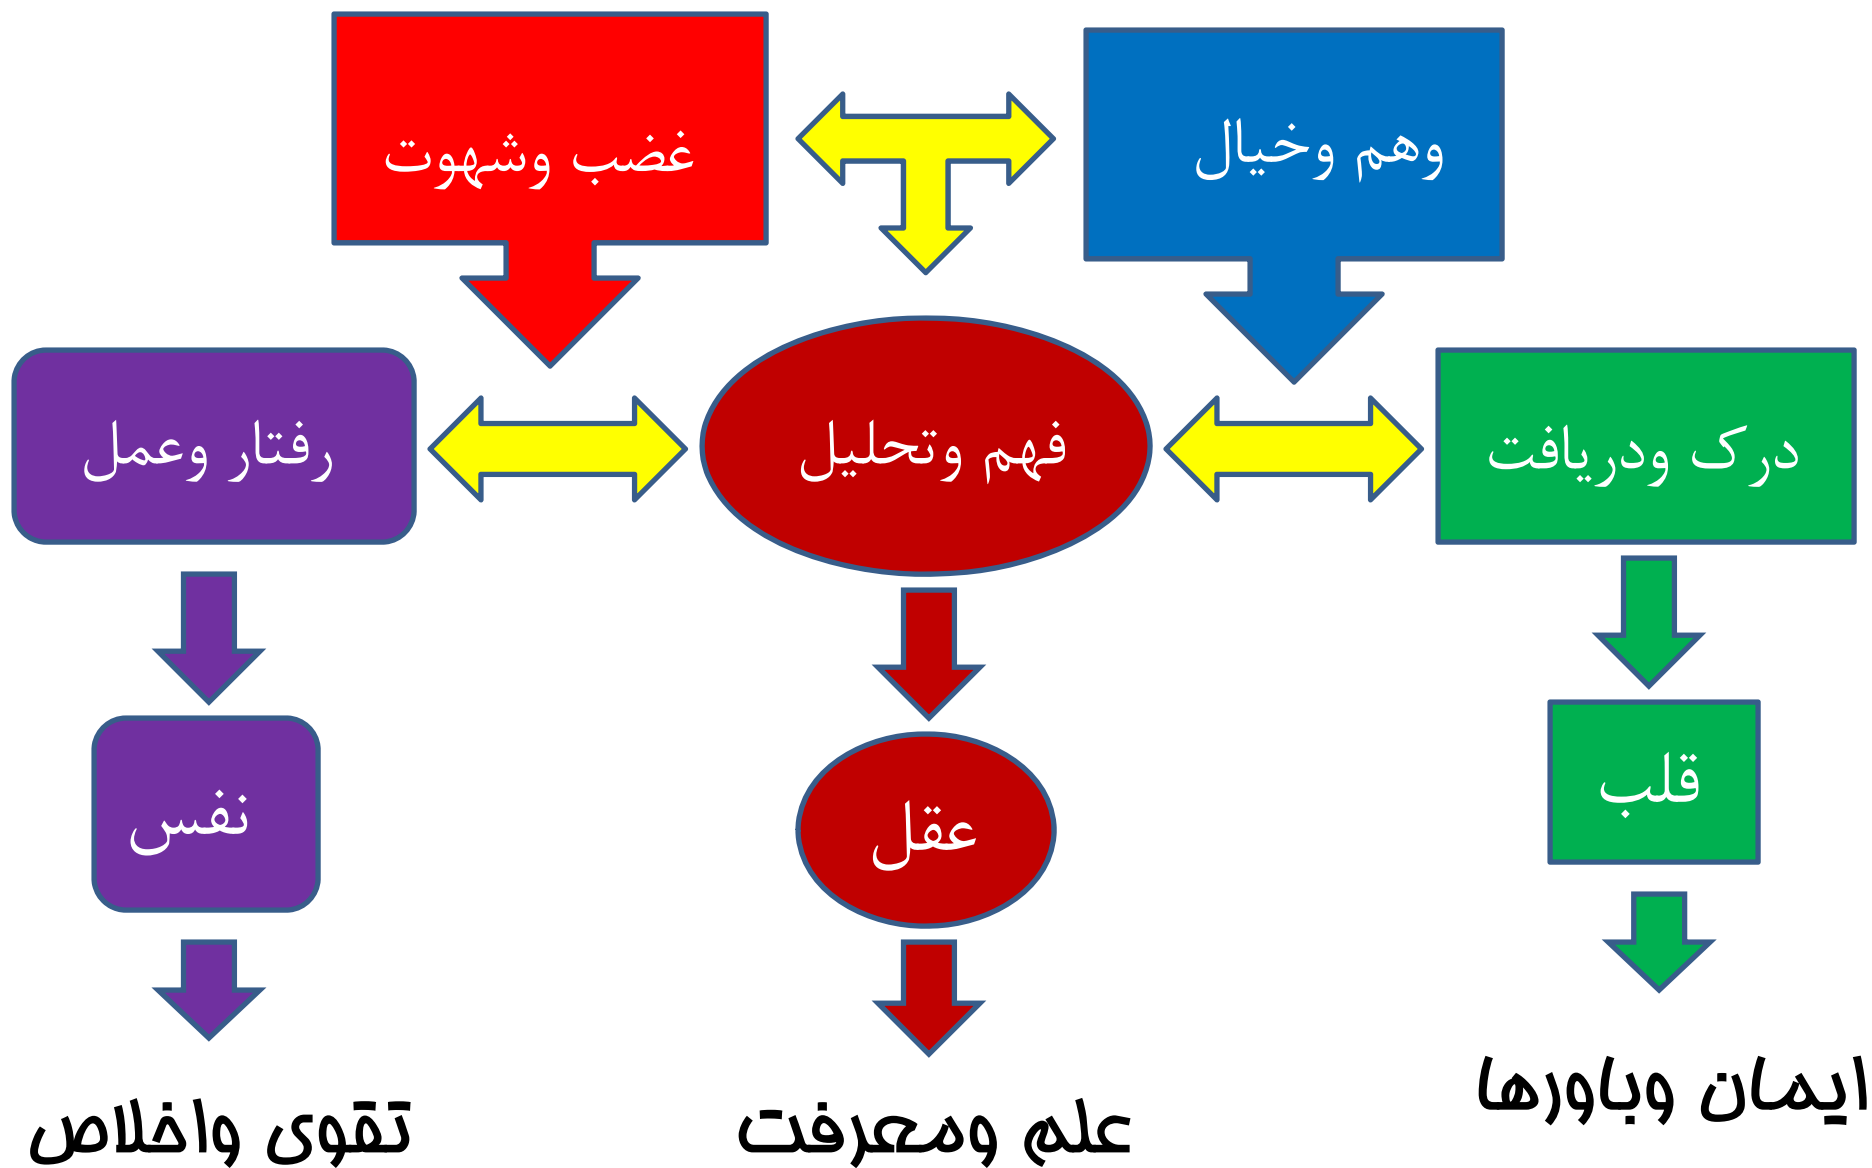 وهم وخیال
غضب وشهوت
درک ودریافت
فهم وتحلیل
رفتار وعمل
قلب
عقل
نفس
ایمان وباورها
علم ومعرفت
تقوی واخلاص